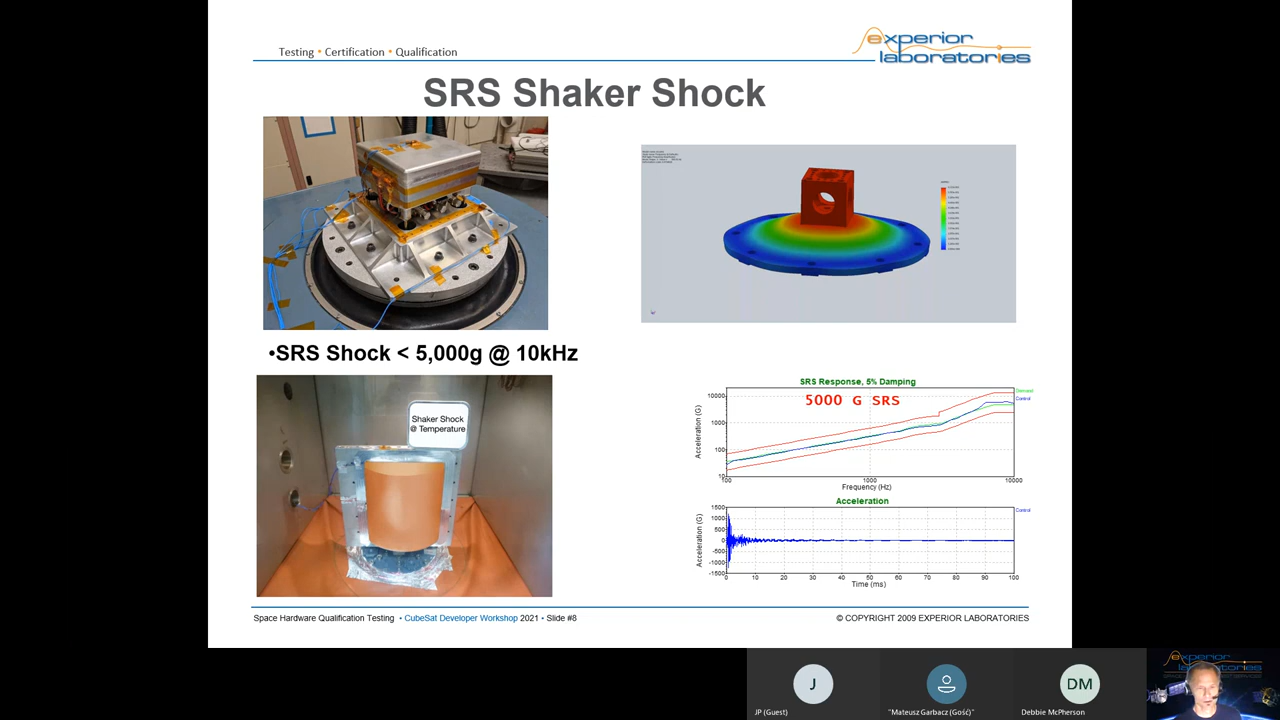 Testing • Certification • Qualification
experior
laboratories
SRS Shaker Shock
•SRS Shock < 5,000g @ 10kHz
Shaker Shock
@ Temperature
SRS Response, 5% Damping
5000 G SRS
Demand
Control
Acceleration (G)
10000
1000
100
10
100
1000
10000
Frequency (Hz)
Acceleration
Control
Acceleration (G)
1500
1000
500
0
-500
-1000
-1500
0 10 20 30 40 50 60 70 80 90 100
Time (ms)
Space Hardware Qualification Testing • CubeSat Developer Workshop 2021 • Slide #8
© COPYRIGHT 2009 EXPERIOR LABORATORIES
J
JP (Guest)
"Mateusz Garbacz (Gość)"
DM
Debbie McPherson
experior
laboratories